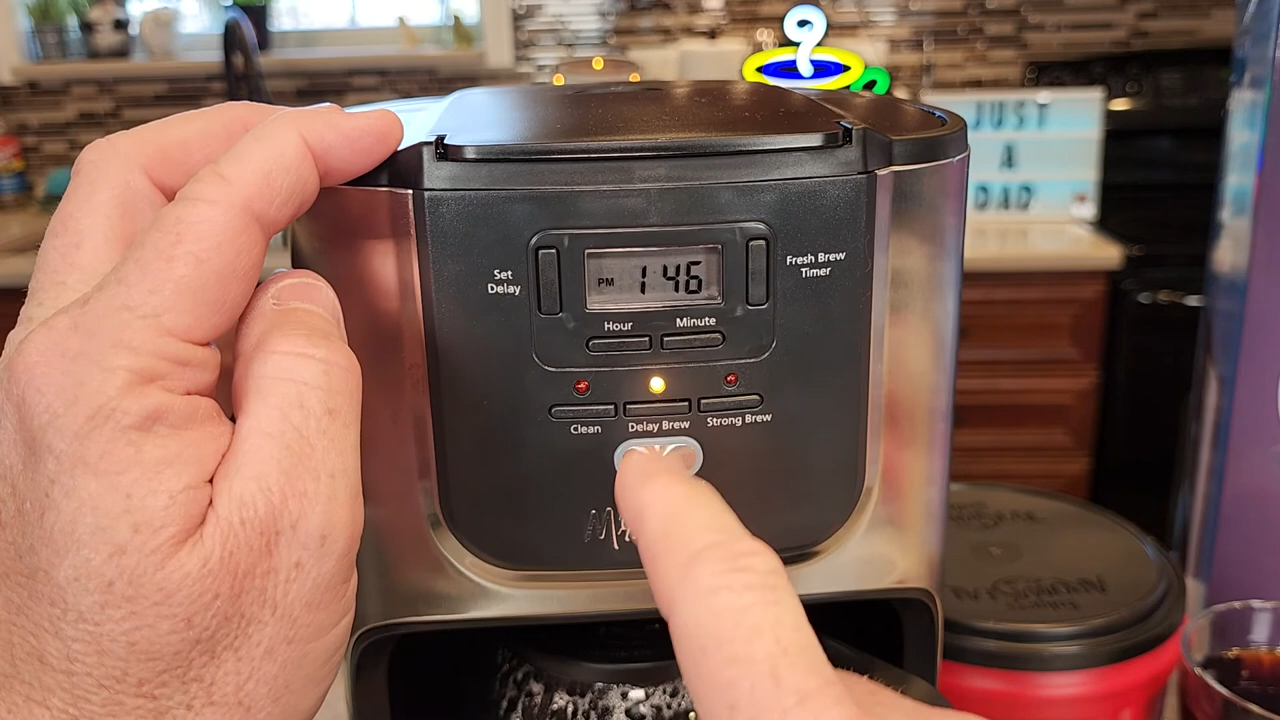 JUST
A
DAD
Set
Delay
PM 1:46
Fresh Brew
Timer
Hour
Minute
Clean
Delay Brew
Strong Brew